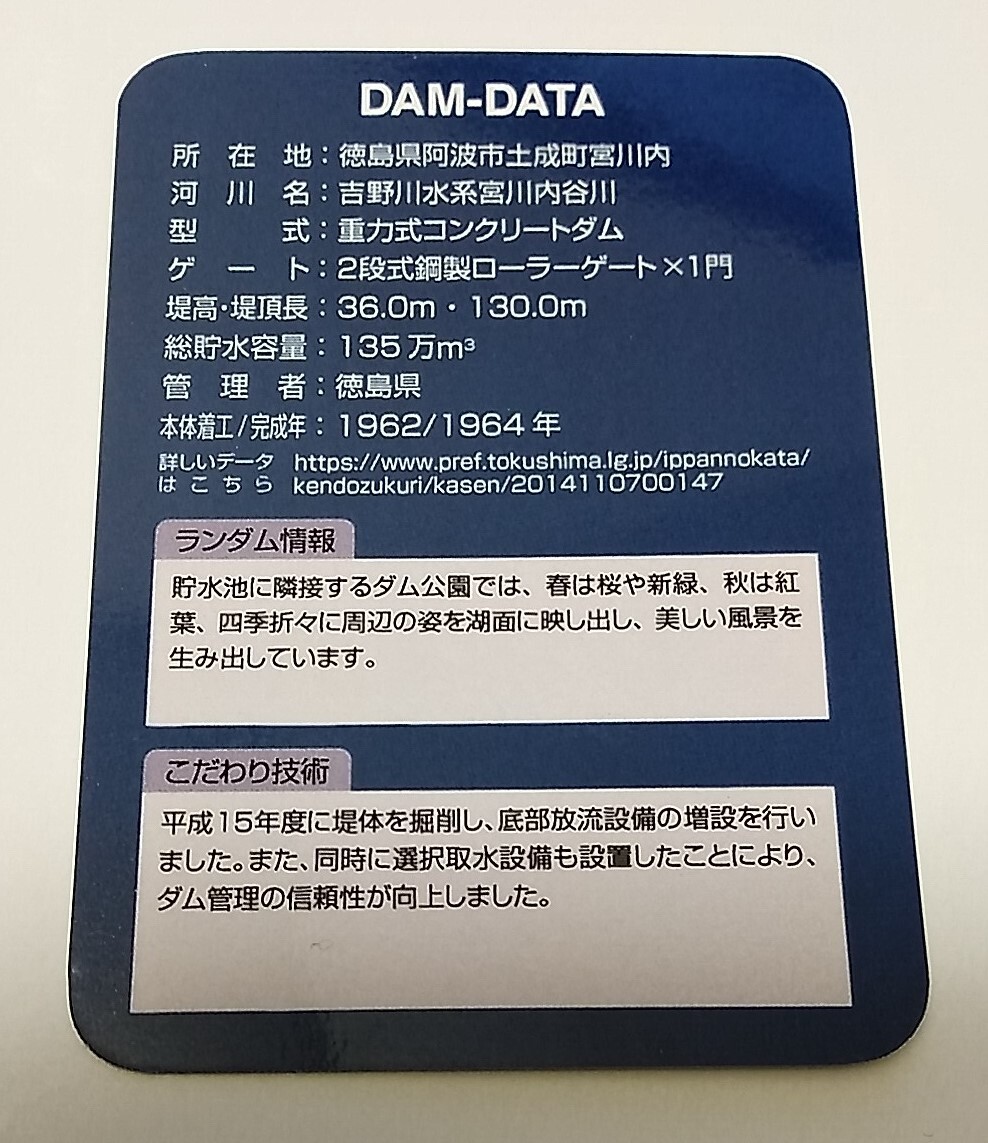 DAM-DATA
所在地：徳島県阿波市土成町宮川内
河川名：吉野川水系宮川内谷川
型式：重力式コンクリートダム
ゲート：2段式鋼製ローラーゲート×1門
堤高・堤頂長：36.0m・130.0m
総貯水容量：135万m³
管理者：徳島県
本体着工/完成年：1962/1964年
詳しいデータ https://www.pref.tokushima.lg.jp/ippannokata/
はこちら kendozukuri/kasen/2014110700147
ランダム情報
貯水池に隣接するダム公園では、春は桜や新緑、秋は紅
葉、四季折々に周辺の姿を湖面に映し出し、美しい風景を
生み出しています。
こだわり技術
平成15年度に堤体を掘削し、底部放流設備の増設を行い
ました。また、同時に選択取水設備も設置したことにより、
ダム管理の信頼性が向上しました。